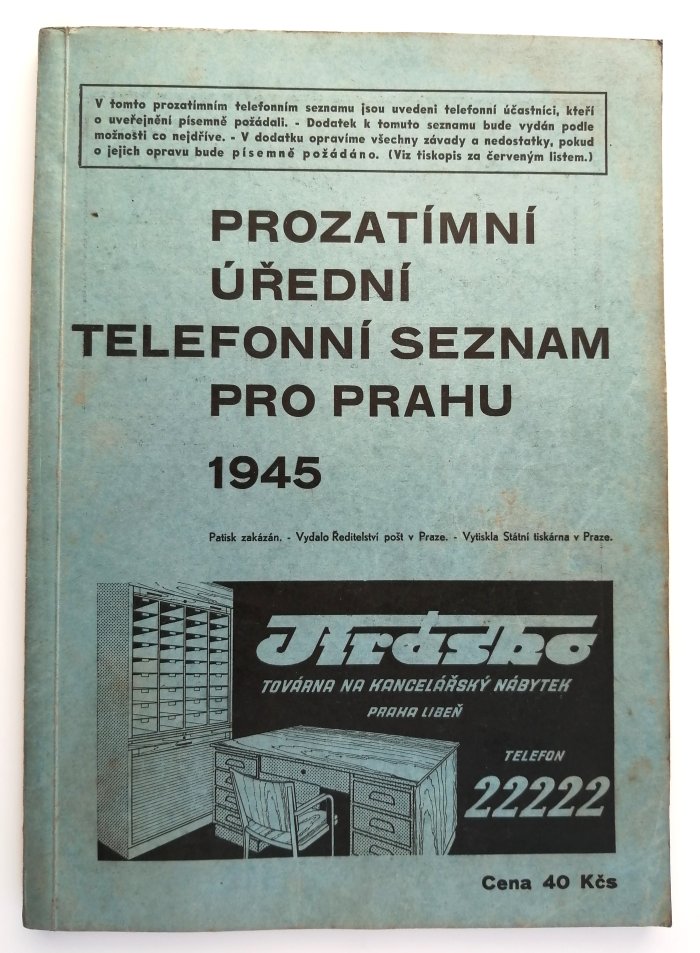 V tomto prozatímním telefonním seznamu jsou uvedeni telefonní účastníci, kteří
o uveřejnění písemně požádali. - Dodatek k tomuto seznamu bude vydán podle
možnosti co nejdříve. - V dodatku opravíme všechny závady a nedostatky, pokud
o jejich opravu bude písemně požádáno. (Viz tiskopis za červeným listem.)
PROZATÍMNÍ
ÚŘEDNÍ
TELEFONNÍ SEZNAM
PRO PRAHU
1945
Patisk zakázán. - Vydalo Ředitelství pošt v Praze. - Vytiskla Státní tiskárna v Praze.
Jirásko
TOVÁRNA NA KANCELÁŘSKÝ NÁBYTEK
PRAHA LIBEŇ
TELEFON
22222
Cena 40 Kčs